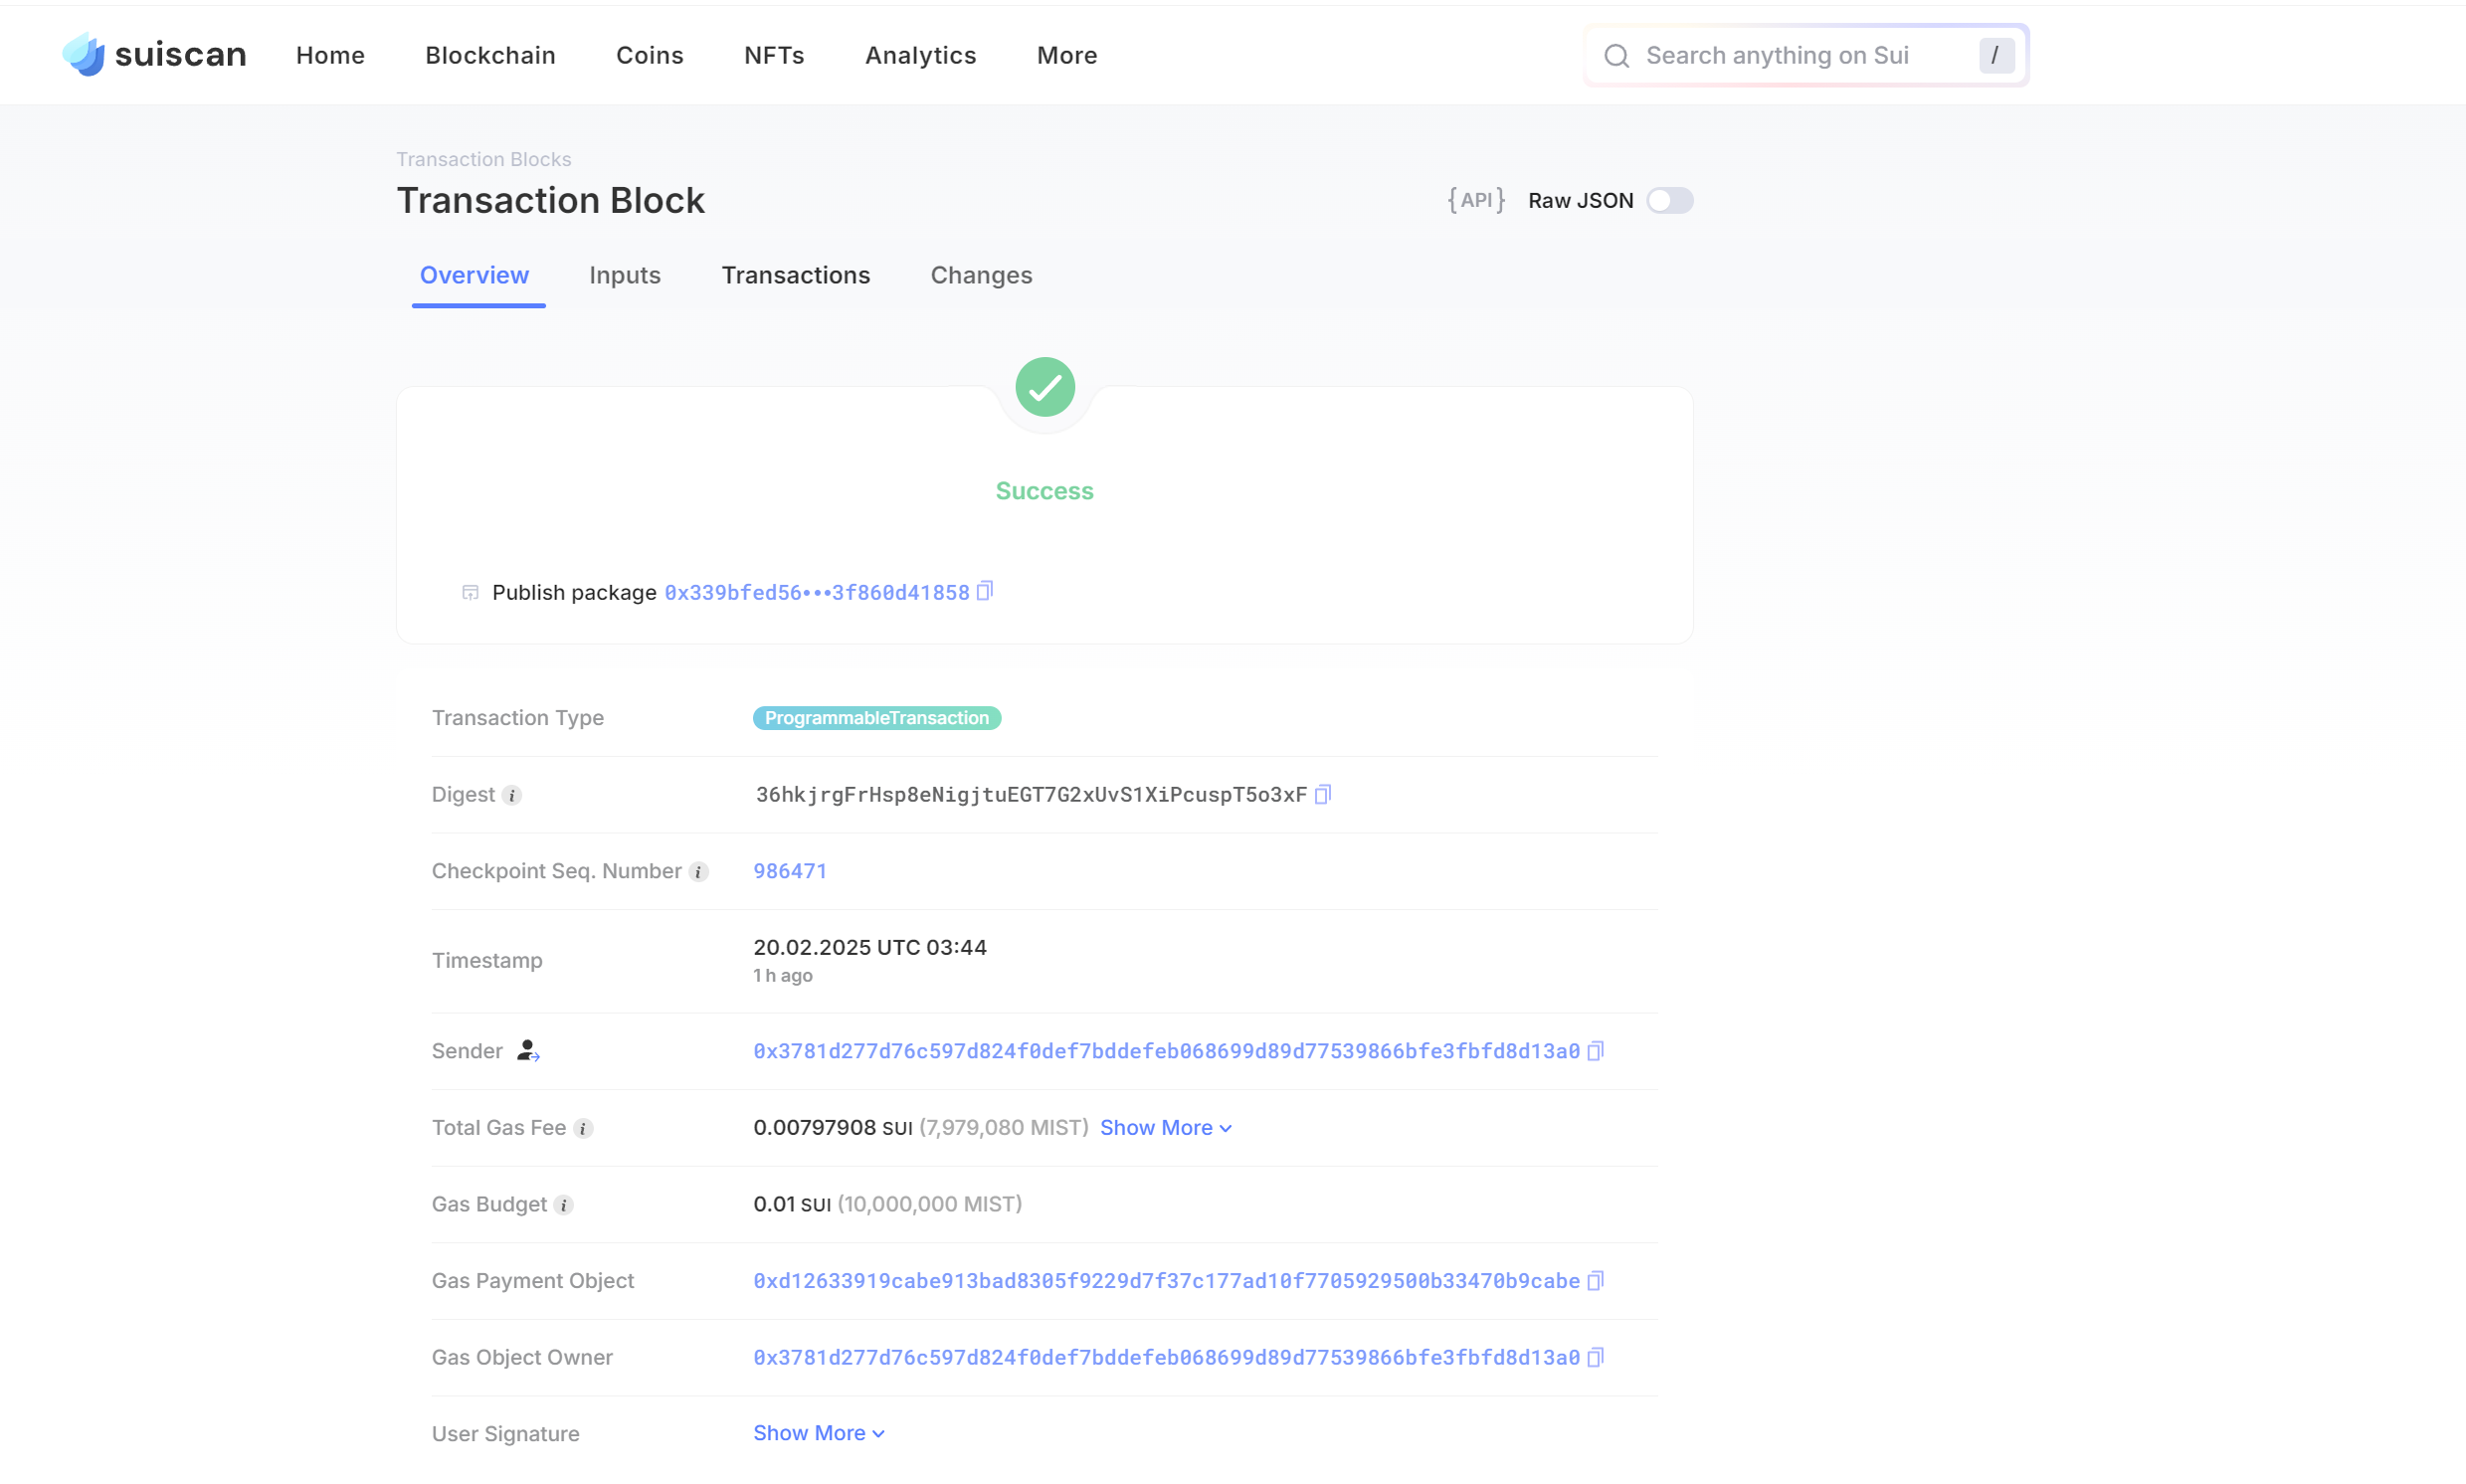 suiscan Home Blockchain Coins NFTs Analytics More Search anything on Sui /
Transaction Blocks
Transaction Block {API} Raw JSON
Overview Inputs Transactions Changes
Success
Publish package 0x339bfed56•••3f860d41858
Transaction Type ProgrammableTransaction
Digest i 36hkjrgFrHsp8eNigjtuEGT7G2xUvS1XiPcuspT5o3xF
Checkpoint Seq. Number i 986471
Timestamp 20.02.2025 UTC 03:44
1 h ago
Sender 0x3781d277d76c597d824f0def7bddefeb068699d89d77539866bfe3fbfd8d13a0
Total Gas Fee i 0.00797908 SUI (7,979,080 MIST) Show More
Gas Budget i 0.01 SUI (10,000,000 MIST)
Gas Payment Object 0xd12633919cabe913bad8305f9229d7f37c177ad10f7705929500b33470b9cabe
Gas Object Owner 0x3781d277d76c597d824f0def7bddefeb068699d89d77539866bfe3fbfd8d13a0
User Signature Show More